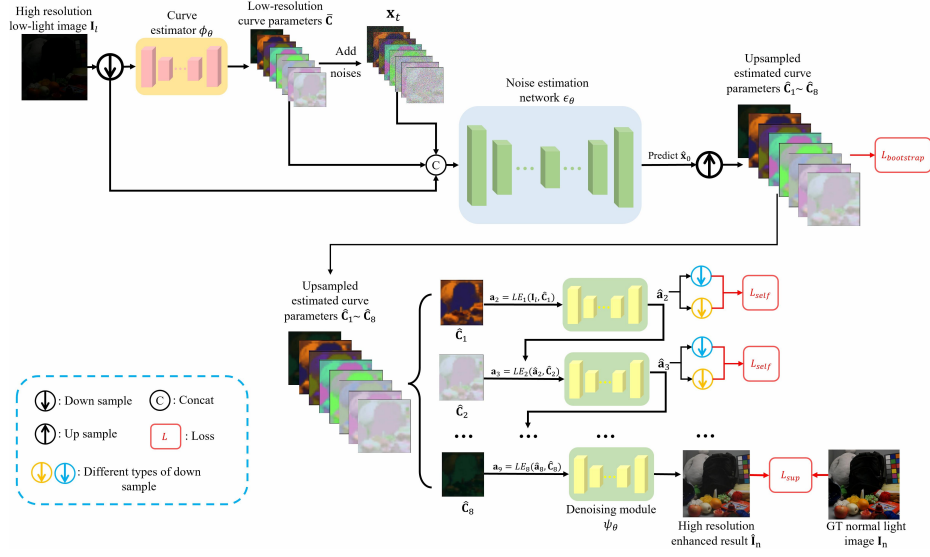 High resolution
low-light image I_l
Curve
estimator ϕ_θ
Low-resolution
curve parameters C̄
Add
noises
x_t
Noise estimation
network ϵ_θ
C
Predict x̂_0
Upsampled
estimated curve
parameters Ĉ_1~ Ĉ_8
L_bootstrap
Upsampled
estimated curve
parameters Ĉ_1~ Ĉ_8
a_2 = LE_1(I_l, Ĉ_1)
Ĉ_1
â_2
L_self
a_3 = LE_2(â_2, Ĉ_2)
Ĉ_2
â_3
L_self
•••
•••
•••
•••
a_9 = LE_8(â_8, Ĉ_8)
Ĉ_8
Denoising module
ψ_θ
High resolution
enhanced result Î_n
L_sup
GT normal light
image I_n
: Down sample
C : Concat
: Up sample
L : Loss
: Different types of down
sample